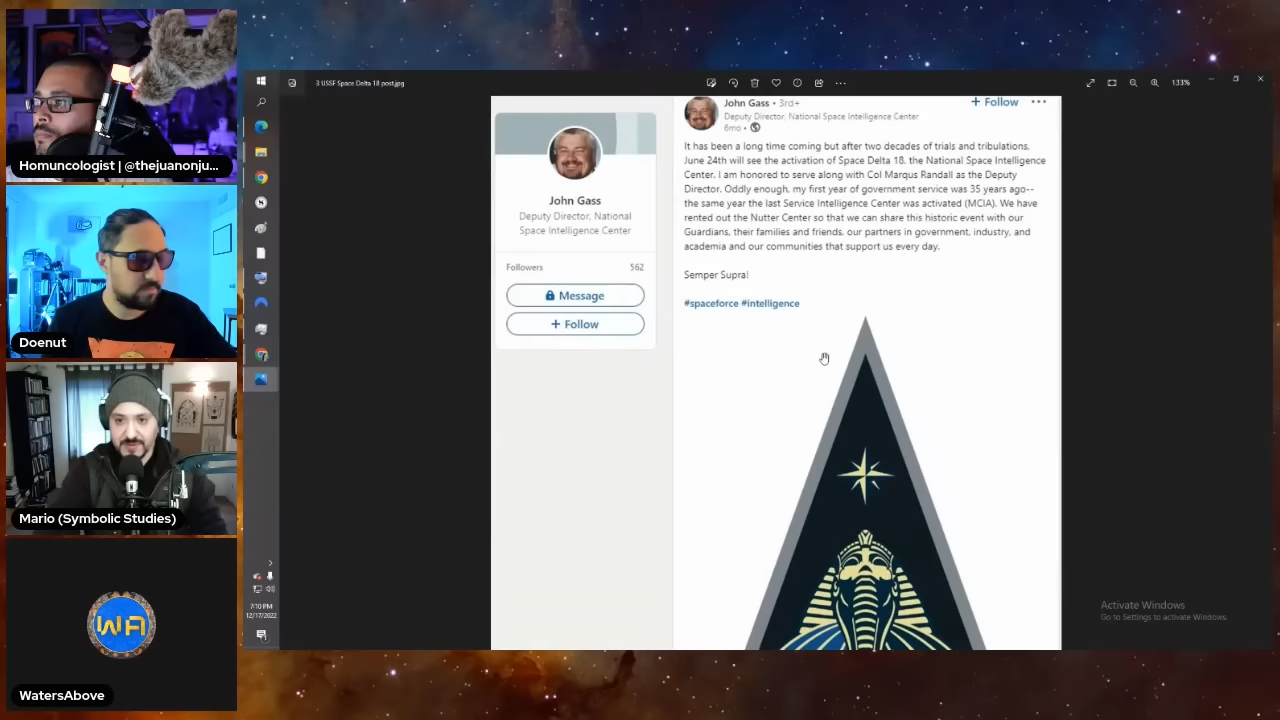 Homuncologist | @thejuanonju...
Doenut
Mario (Symbolic Studies)
WA
WatersAbove
3 USSF Space Delta 18 post.jpg
133%
John Gass
Deputy Director, National
Space Intelligence Center
Followers 562
Message
+ Follow
John Gass • 3rd+
+ Follow
Deputy Director, National Space Intelligence Center
6mo •
It has been a long time coming but after two decades of trials and tribulations,
June 24th will see the activation of Space Delta 18, the National Space Intelligence
Center. I am honored to serve along with Col Marqus Randall as the Deputy
Director. Oddly enough, my first year of government service was 35 years ago--
the same year the last Service Intelligence Center was activated (MCIA). We have
rented out the Nutter Center so that we can share this historic event with our
Guardians, their families and friends, our partners in government, industry, and
academia and our communities that support us every day.
Semper Supra!
#spaceforce #intelligence
7:10 PM
12/17/2022
Activate Windows
Go to Settings to activate Windows.